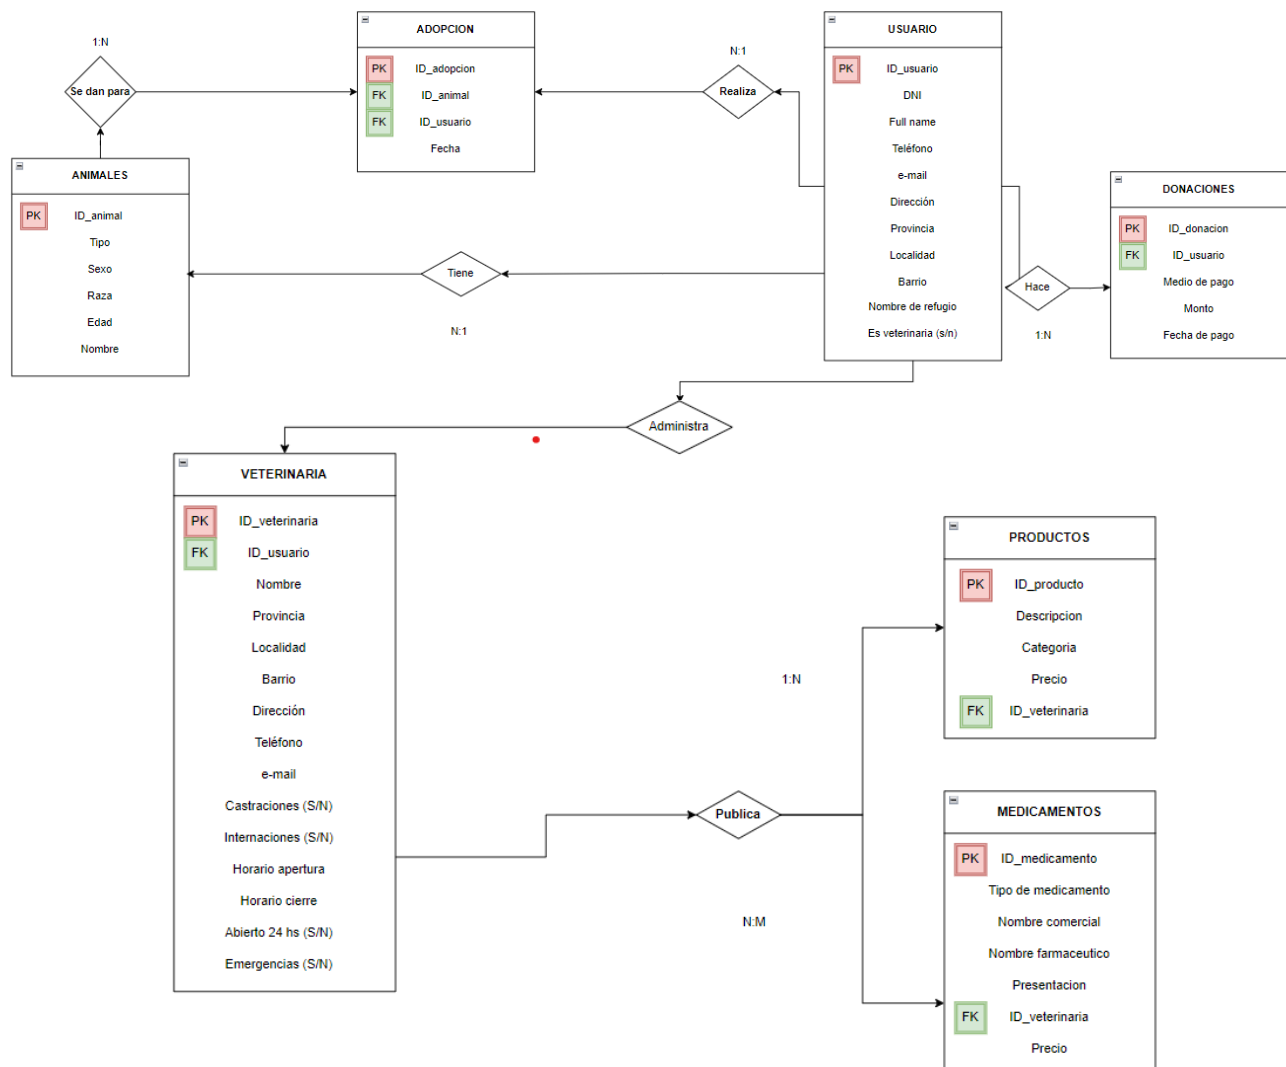 1:N
Se dan para
ADOPCION
PK ID_adopcion
FK ID_animal
FK ID_usuario
Fecha
N:1
Realiza
USUARIO
PK ID_usuario
DNI
Full name
Teléfono
e-mail
Dirección
Provincia
Localidad
Barrio
Nombre de refugio
Es veterinaria (s/n)
ANIMALES
PK ID_animal
Tipo
Sexo
Raza
Edad
Nombre
Tiene
N:1
DONACIONES
PK ID_donacion
FK ID_usuario
Medio de pago
Monto
Fecha de pago
Hace
1:N
Administra
VETERINARIA
PK ID_veterinaria
FK ID_usuario
Nombre
Provincia
Localidad
Barrio
Dirección
Teléfono
e-mail
Castraciones (S/N)
Internaciones (S/N)
Horario apertura
Horario cierre
Abierto 24 hs (S/N)
Emergencias (S/N)
1:N
Publica
N:M
PRODUCTOS
PK ID_producto
Descripcion
Categoria
Precio
FK ID_veterinaria
MEDICAMENTOS
PK ID_medicamento
Tipo de medicamento
Nombre comercial
Nombre farmaceutico
Presentacion
FK ID_veterinaria
Precio